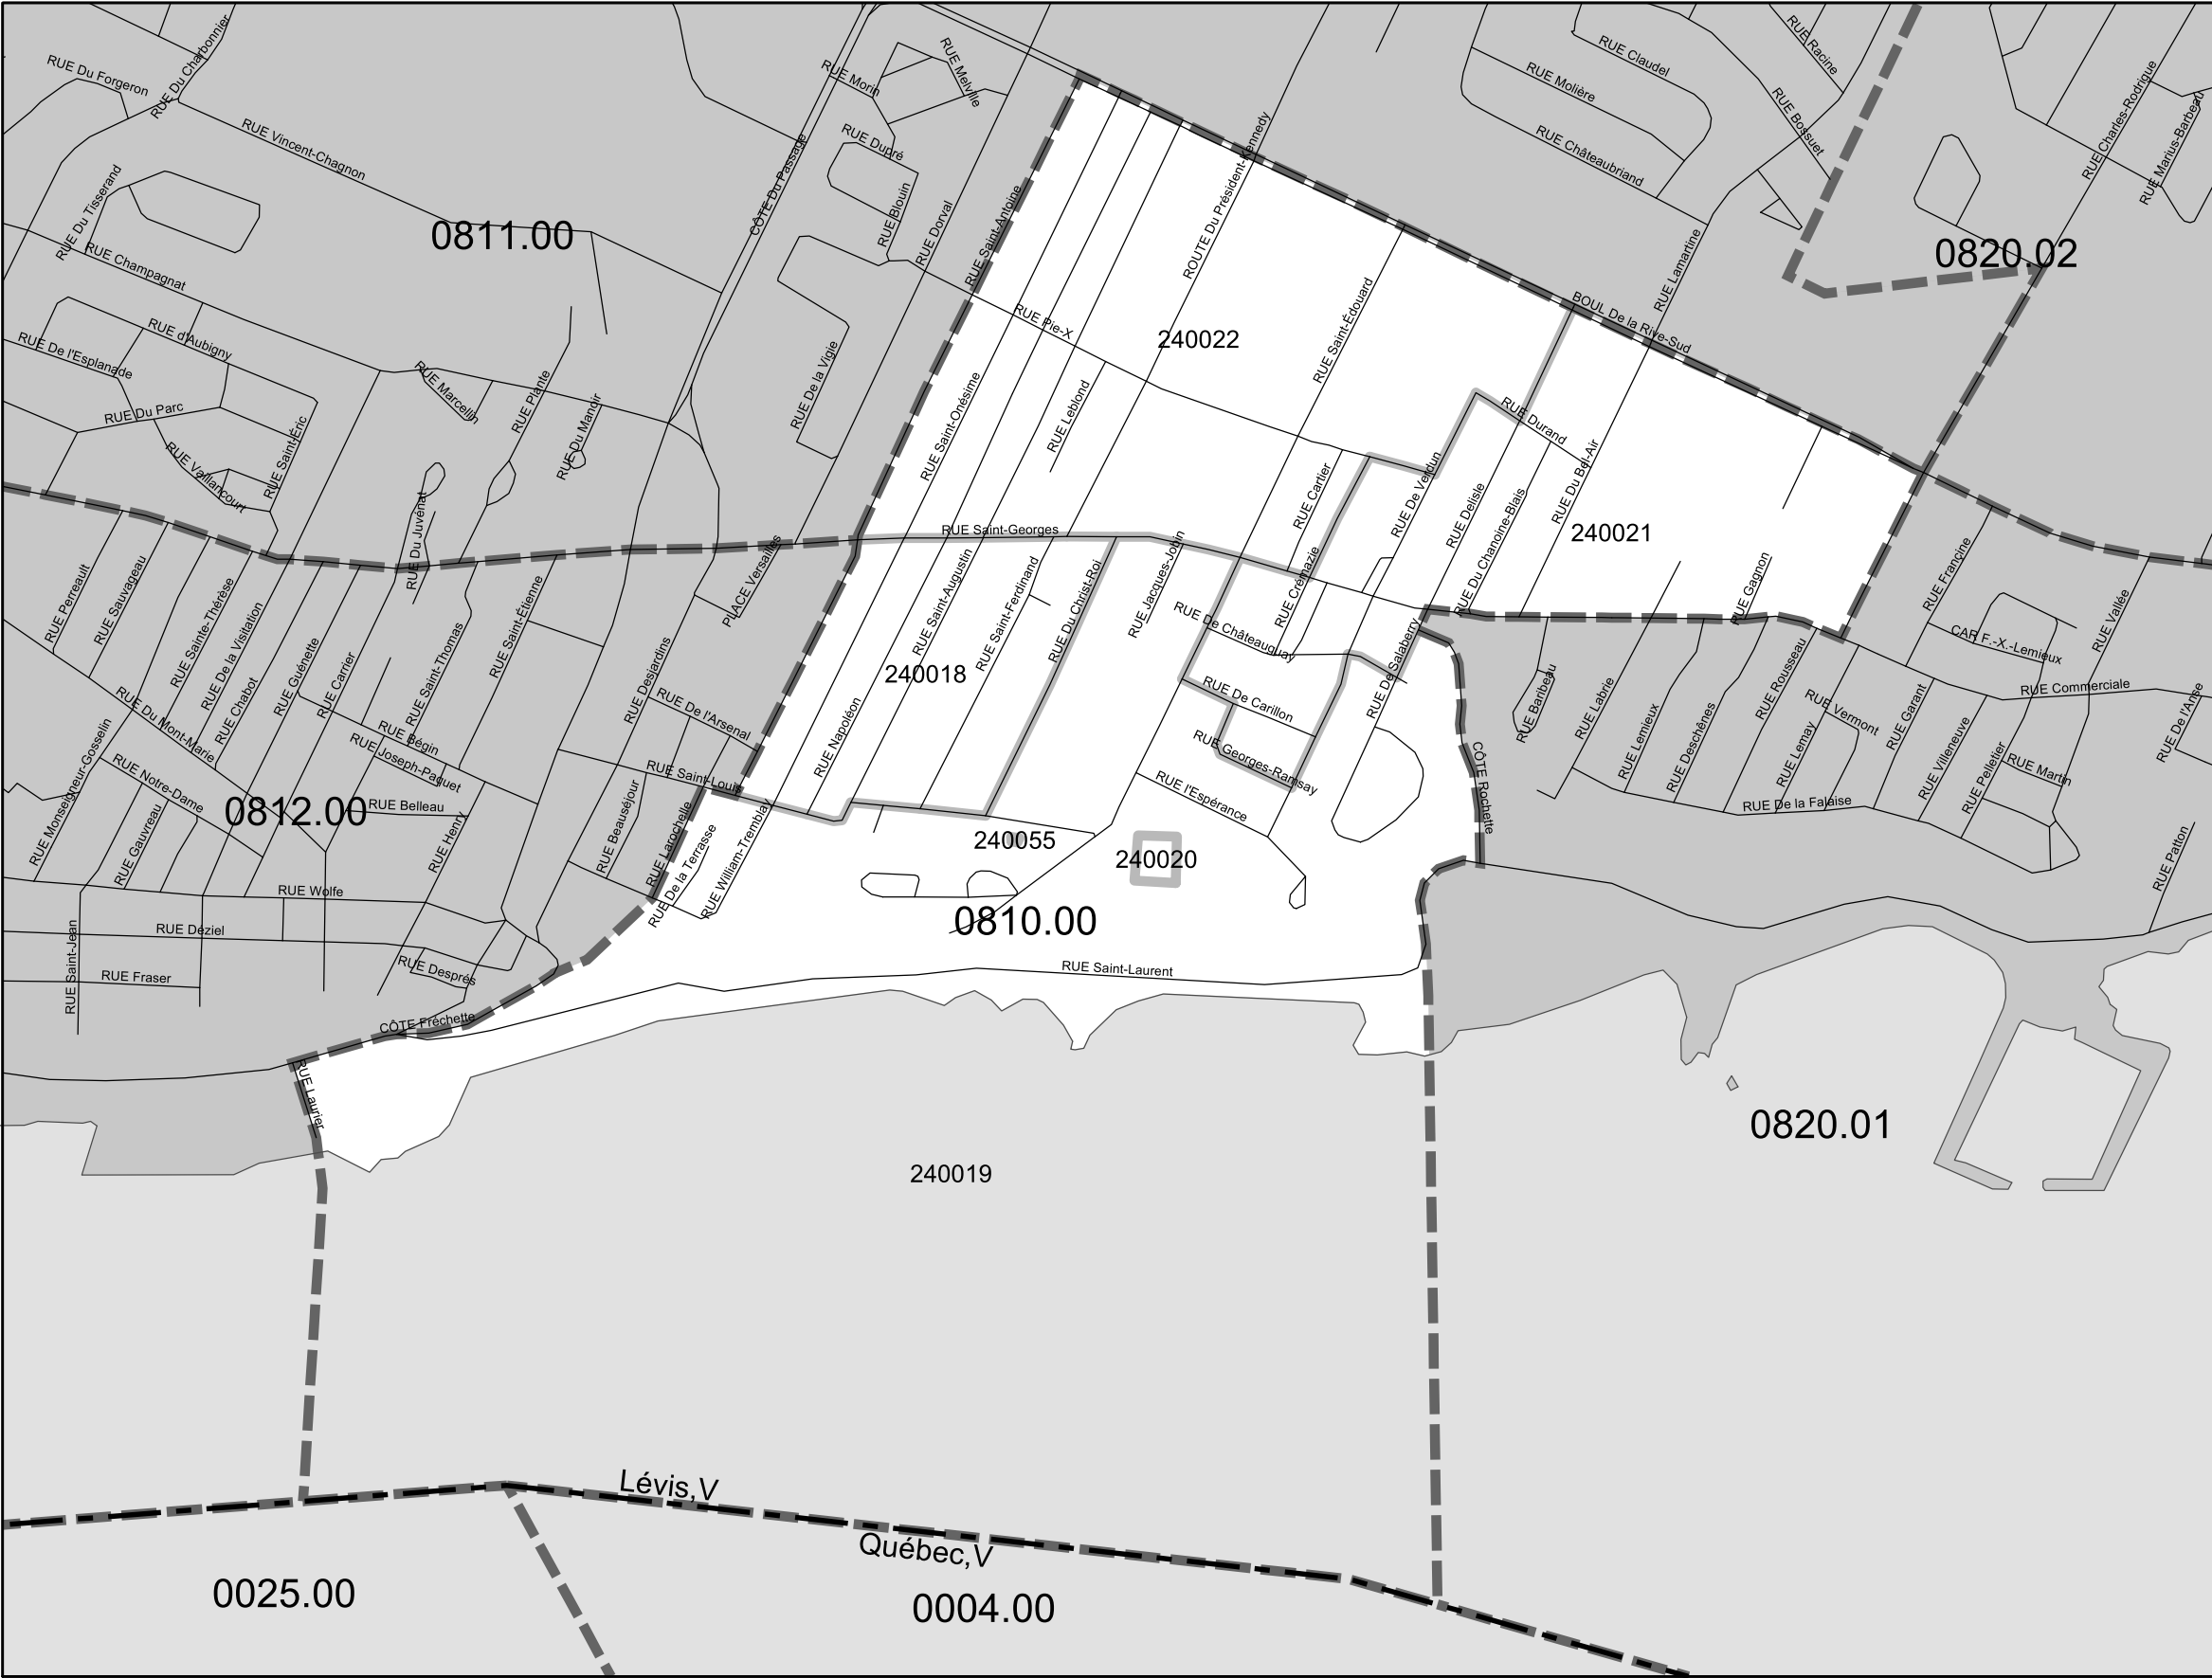 RUE Du Forgeron
RUE Du Charbonnier
RUE Vincent-Chagnon
RUE Du Tisserand
RUE Champagnat
0811.00
CÔTE Du Passage
RUE Morin
RUE Melville
RUE Dupré
RUE Blouin
RUE Dorval
RUE Saint-Antoine
ROUTE Du Président-Kennedy
RUE Claudel
RUE Molière
RUE Châteaubriand
RUE Racine
RUE Bossuet
RUE Charles-Rodrigue
RUE Marius-Barbeau
0820.02
RUE Lamartine
BOUL De la Rive-Sud
RUE d'Aubigny
RUE De l'Esplanade
RUE Du Parc
RUE Vaillancourt
RUE Saint-Éric
RUE Marcellin
RUE Plante
RUE Du Manoir
RUE De la Vigie
RUE Pie-X
240022
RUE Saint-Édouard
RUE Saint-Onésime
RUE Leblond
RUE Durand
RUE Cartier
RUE De Verdun
RUE Delisle
RUE Du Chanoine-Blais
RUE Du Bel-Air
240021
RUE Du Juvénat
RUE Saint-Georges
PLACE Versailles
RUE Perreault
RUE Sauvageau
RUE Sainte-Thérèse
RUE De la Visitation
RUE Chabot
RUE Guénette
RUE Carrier
RUE Saint-Thomas
RUE Saint-Étienne
RUE Desjardins
RUE De l'Arsenal
RUE Saint-Augustin
RUE Saint-Ferdinand
RUE Du Christ-Roi
RUE Jacques-Jobin
RUE Crémazie
RUE De Châteauguay
RUE De Salaberry
RUE Gagnon
RUE Francine
CAR F.-X.-Lemieux
RUE Vallée
240018
RUE De Carillon
RUE Georges-Ramsay
RUE l'Espérance
CÔTE Rochette
RUE Baribeau
RUE Labrie
RUE Lemieux
RUE Deschênes
RUE Rousseau
RUE Vermont
RUE Lemay
RUE Garant
RUE Villeneuve
RUE Pelletier
RUE Commerciale
RUE Martin
RUE De l'Anse
RUE De la Falaise
RUE Patton
RUE Du Mont-Marie
RUE Monseigneur-Gosselin
RUE Notre-Dame
RUE Gauvreau
0812.00
RUE Bégin
RUE Joseph-Paquet
RUE Belleau
RUE Henry
RUE Saint-Louis
RUE Napoléon
RUE Beauséjour
RUE Larochelle
RUE De la Terrasse
RUE William-Tremblay
240055
240020
0810.00
RUE Wolfe
RUE Déziel
RUE Saint-Jean
RUE Fraser
RUE Després
CÔTE Fréchette
RUE Laurier
RUE Saint-Laurent
240019
0820.01
Lévis,V
Québec,V
0025.00
0004.00